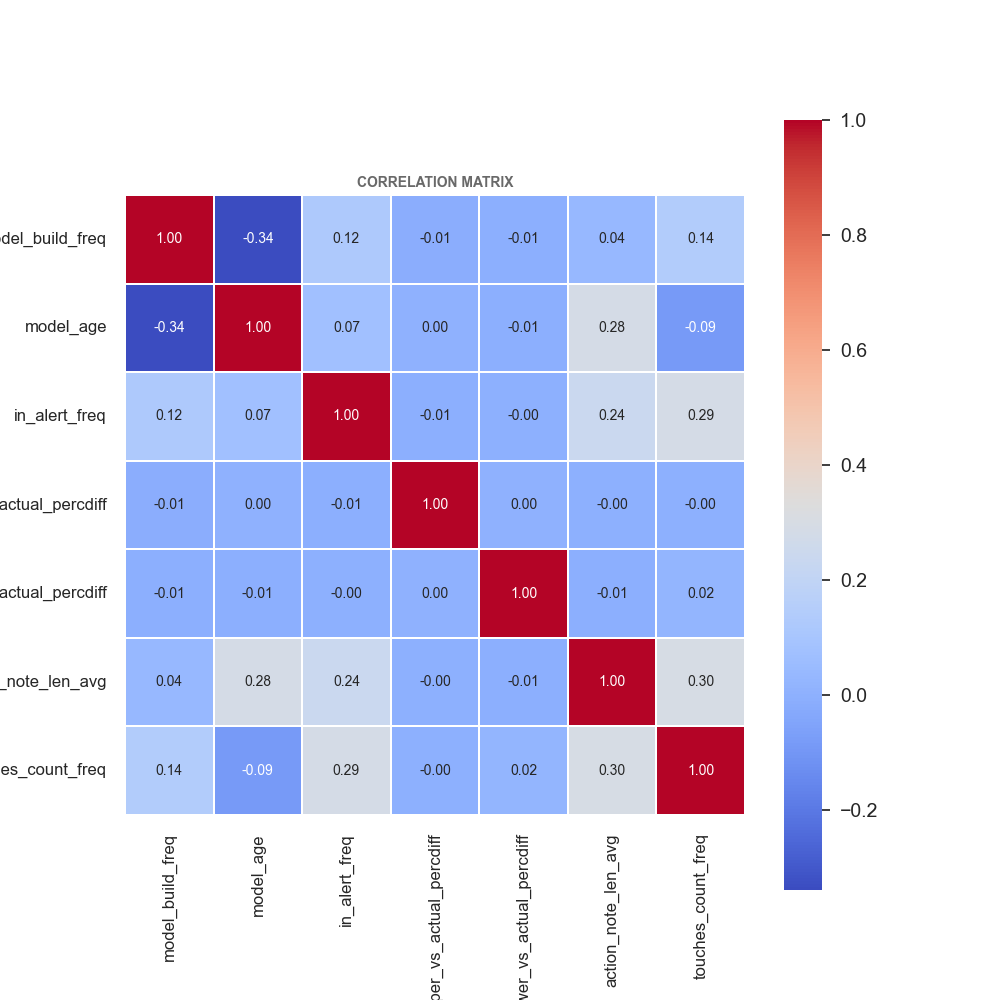 CORRELATION MATRIX
del_build_freq 1.00 -0.34 0.12 -0.01 -0.01 0.04 0.14
model_age -0.34 1.00 0.07 0.00 -0.01 0.28 -0.09
in_alert_freq 0.12 0.07 1.00 -0.01 -0.00 0.24 0.29
actual_percdiff -0.01 0.00 -0.01 1.00 0.00 -0.00 -0.00
actual_percdiff -0.01 -0.01 -0.00 0.00 1.00 -0.01 0.02
_note_len_avg 0.04 0.28 0.24 -0.00 -0.01 1.00 0.30
es_count_freq 0.14 -0.09 0.29 -0.00 0.02 0.30 1.00
model_build_freq
model_age
in_alert_freq
per_vs_actual_percdiff
wer_vs_actual_percdiff
action_note_len_avg
touches_count_freq
1.0
0.8
0.6
0.4
0.2
0.0
−0.2